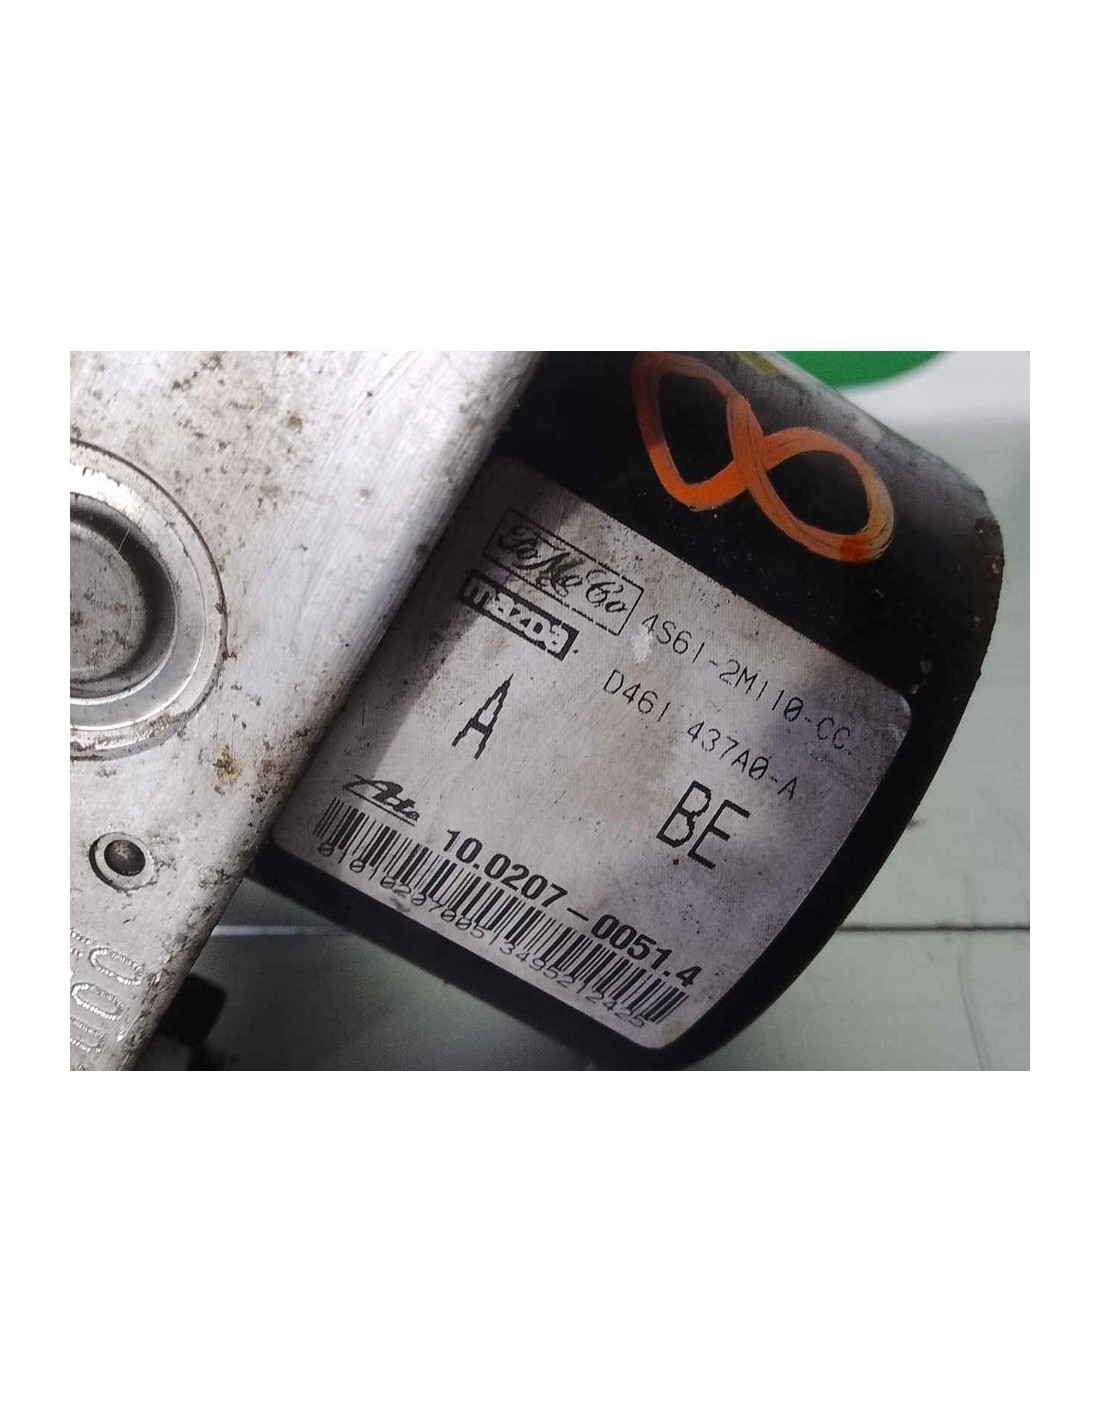 FoMoCo
mazda
4S61-2M110-CC
D461 437A0-A
A
BE
Ate
10.0207-0051.4